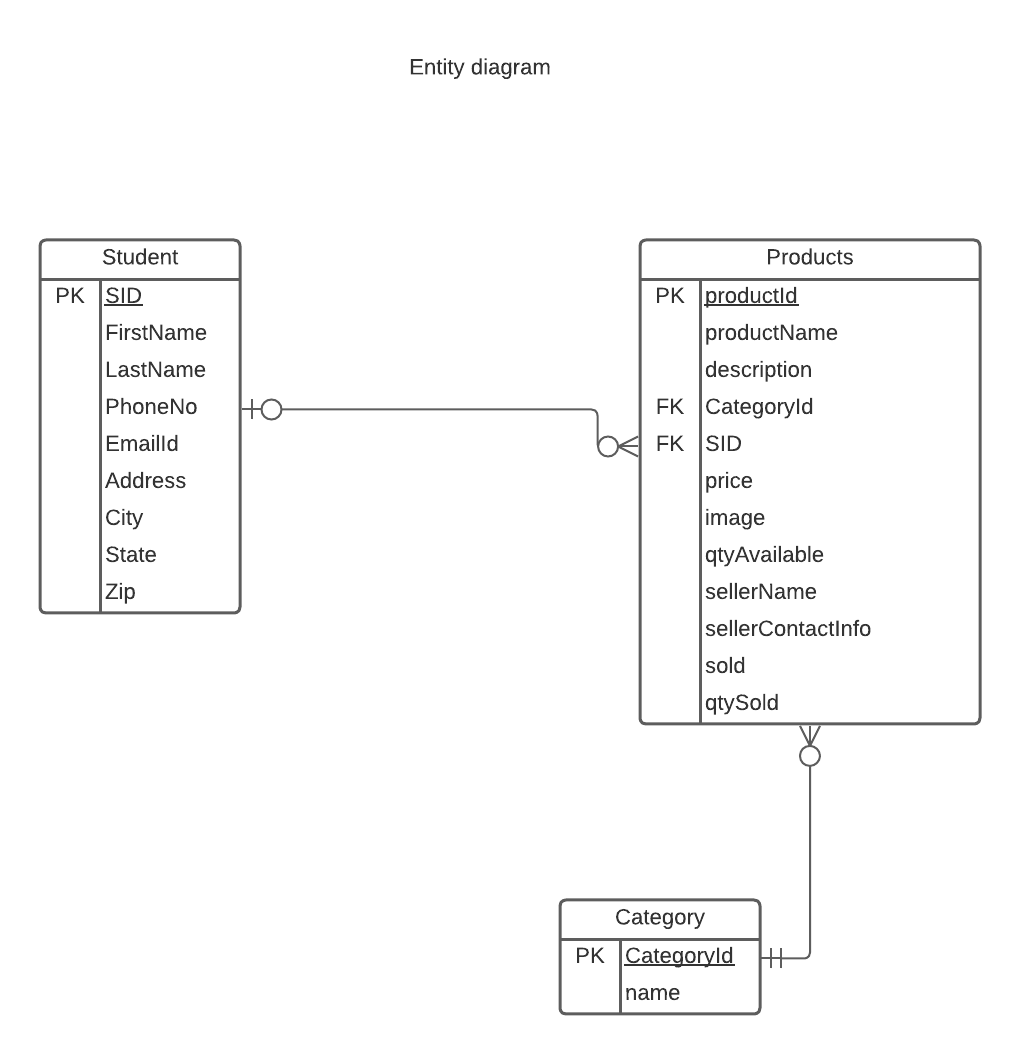 Entity diagram
Student
PK SID
FirstName
LastName
PhoneNo
EmailId
Address
City
State
Zip
Products
PK productId
productName
description
FK CategoryId
FK SID
price
image
qtyAvailable
sellerName
sellerContactInfo
sold
qtySold
Category
PK CategoryId
name